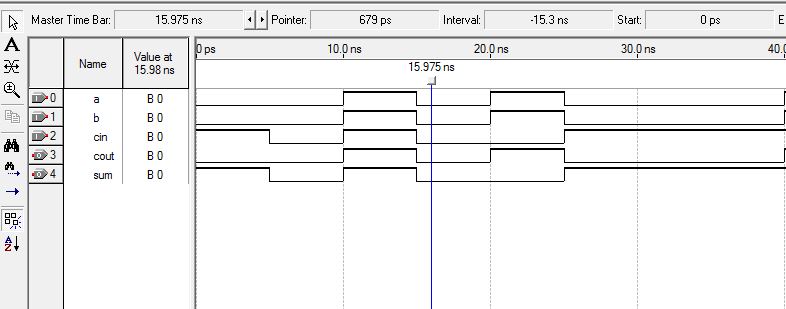 Master Time Bar: 15.975 ns Pointer: 679 ps Interval: -15.3 ns Start: 0 ps E
A
Name Value at 15.98 ns 0 ps 10.0 ns 20.0 ns 30.0 ns 40.0
15.975 ns
0 a B 0
1 b B 0
2 cin B 0
3 cout B 0
4 sum B 0
A
Z